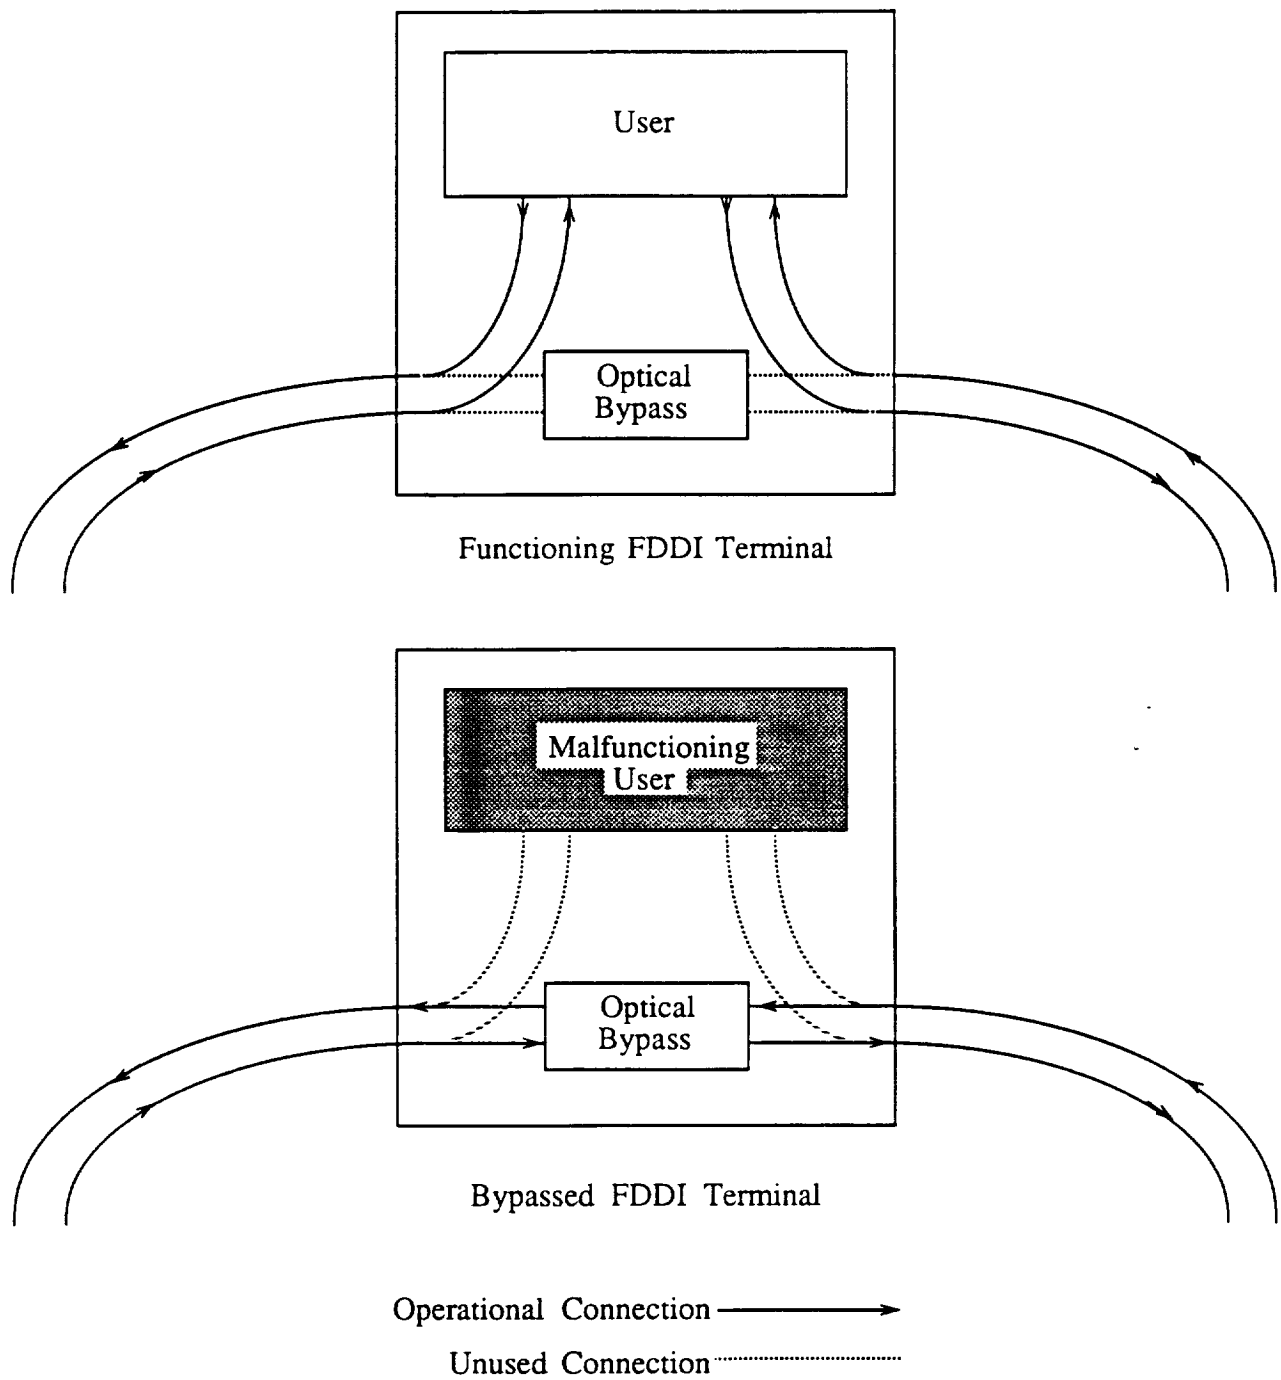 User
Optical
Bypass
Functioning FDDI Terminal
Malfunctioning
User
Optical
Bypass
Bypassed FDDI Terminal
Operational Connection
Unused Connection